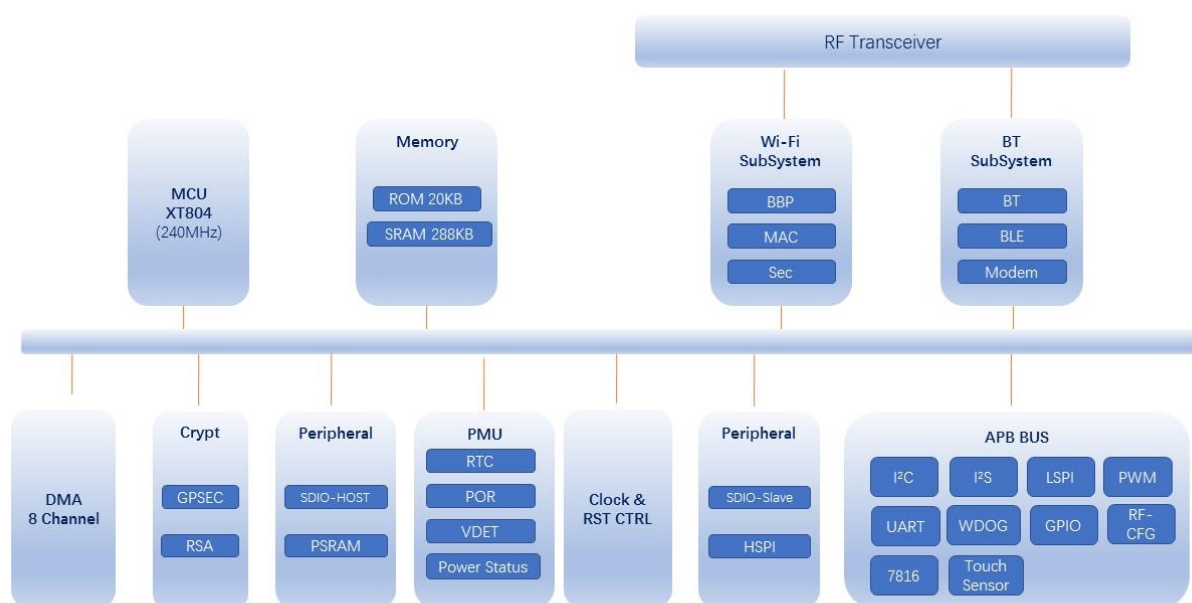 RF Transceiver
MCU
XT804
(240MHz)
Memory
ROM 20KB
SRAM 288KB
Wi-Fi
SubSystem
BBP
MAC
Sec
BT
SubSystem
BT
BLE
Modem
DMA
8 Channel
Crypt
GPSEC
RSA
Peripheral
SDIO-HOST
PSRAM
PMU
RTC
POR
VDET
Power Status
Clock &
RST CTRL
Peripheral
SDIO-Slave
HSPI
APB BUS
I²C
I²S
LSPI
PWM
UART
WDOG
GPIO
RF-
CFG
7816
Touch
Sensor